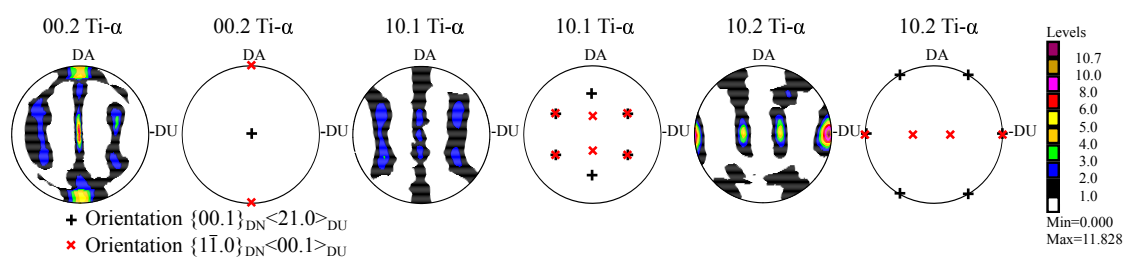 00.2 Ti-α 00.2 Ti-α 10.1 Ti-α 10.1 Ti-α 10.2 Ti-α 10.2 Ti-α
DA DA DA DA DA DA
-DU -DU -DU -DU -DU -DU
+ Orientation {00.1}DN<21.0>DU
× Orientation {11̅.0}DN<00.1>DU
Levels
10.7
10.0
8.0
6.0
5.0
4.0
3.0
2.0
1.0
Min=0.000
Max=11.828